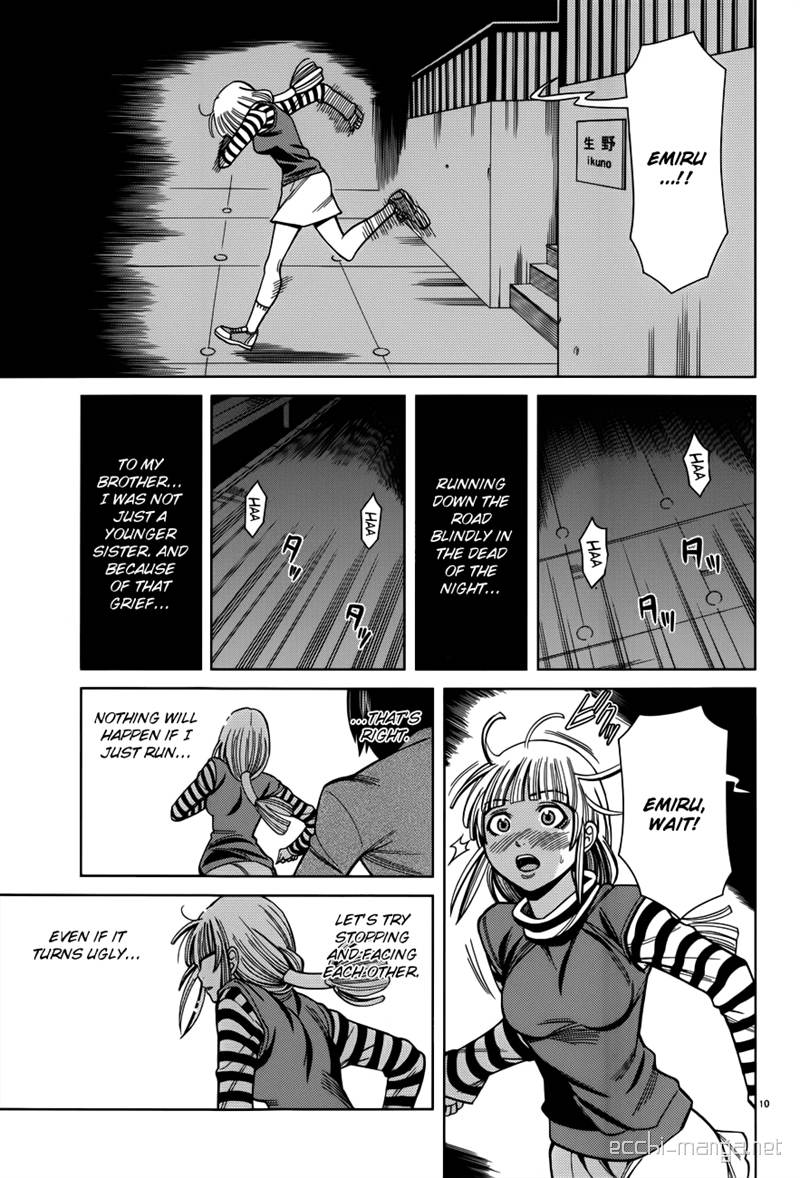 EMIRU
...!!
生野
ikuno
HAA
HAA
タッ
タッ
RUNNING
DOWN THE
ROAD
BLINDLY IN
THE DEAD
OF THE
NIGHT...
HAA
HAA
タッ
タッ
TO MY
BROTHER...
I WAS NOT
JUST A
YOUNGER
SISTER. AND
BECAUSE
OF THAT
GRIEF...
EMIRU,
WAIT!
...THAT'S
RIGHT.
NOTHING WILL
HAPPEN IF I
JUST RUN...
LET'S TRY
STOPPING
AND FACING
EACH OTHER.
EVEN IF IT
TURNS UGLY...
10
ecchi-manga.net